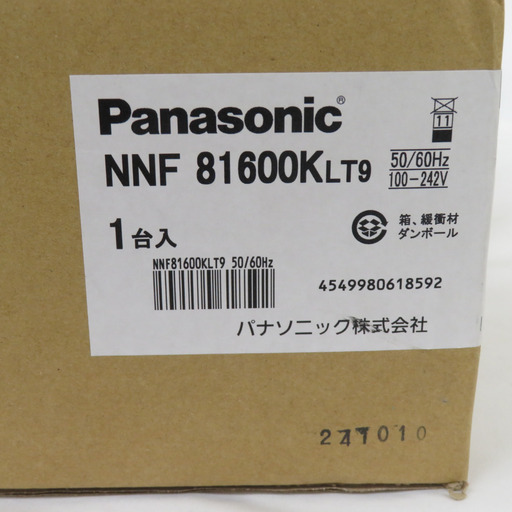 Panasonic®
NNF 81600KLT9
50/60Hz
100-242V
11
1台入
箱、緩衝材
ダンボール
NNF81600KLT9 50/60Hz
4549980618592
パナソニック株式会社